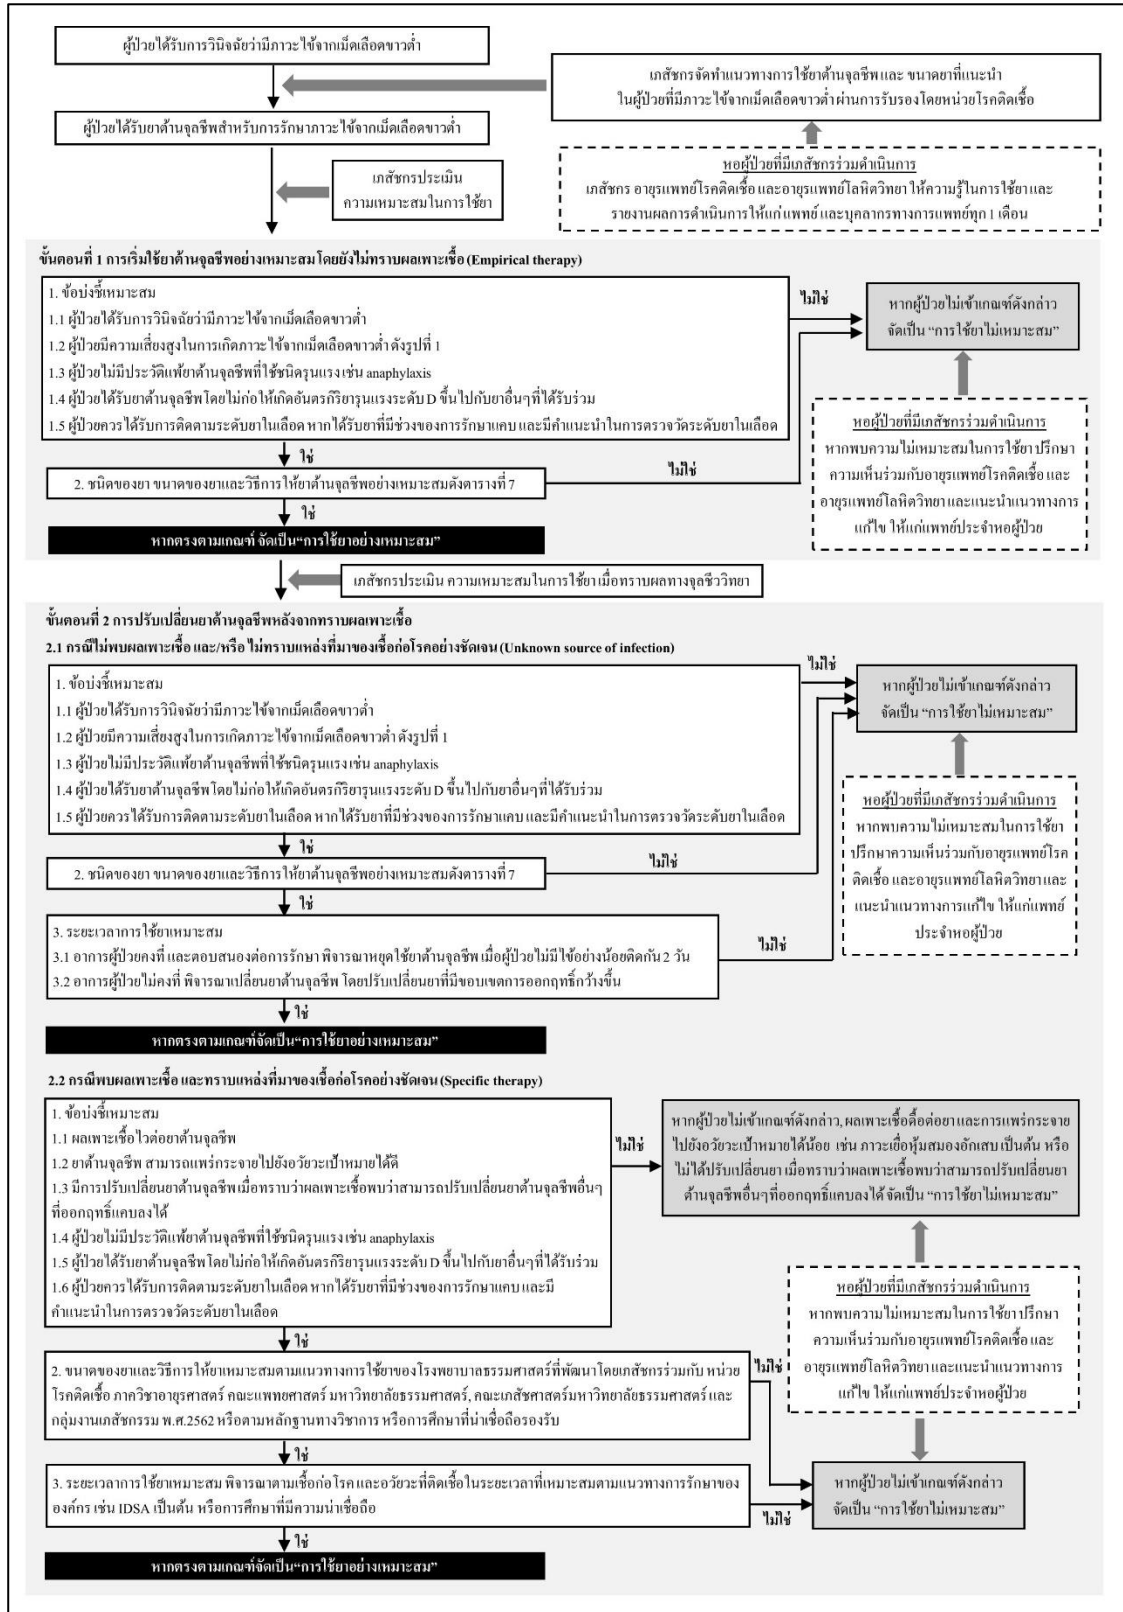 ผู้ป่วยได้รับการวินิจฉัยว่ามีภาวะไข้จากเม็ดเลือดขาวต่ำ
เภสัชกรจัดทำแนวทางการใช้ยาต้านจุลชีพ และ ขนาดยาที่แนะนำ
ในผู้ป่วยที่มีภาวะไข้จากเม็ดเลือดขาวต่ำ ผ่านการรับรองโดยหน่วยโรคติดเชื้อ
ผู้ป่วยได้รับยาต้านจุลชีพสำหรับการรักษาภาวะไข้จากเม็ดเลือดขาวต่ำ
หอผู้ป่วยที่มีเภสัชกรร่วมดำเนินการ
เภสัชกร อายุรแพทย์โรคติดเชื้อ และอายุรแพทย์โลหิตวิทยา ให้ความรู้ในการใช้ยา และ
รายงานผลการดำเนินการให้แก่แพทย์ และบุคลากรทางการแพทย์ทุก 1 เดือน
เภสัชกรประเมิน
ความเหมาะสมในการใช้ยา
ขั้นตอนที่ 1 การเริ่มใช้ยาต้านจุลชีพอย่างเหมาะสม โดยยังไม่ทราบผลเพาะเชื้อ (Empirical therapy)
1. ข้อบ่งชี้เหมาะสม
1.1 ผู้ป่วยได้รับการวินิจฉัยว่ามีภาวะไข้จากเม็ดเลือดขาวต่ำ
1.2 ผู้ป่วยมีความเสี่ยงสูงในการเกิดภาวะไข้จากเม็ดเลือดขาวต่ำ ดังรูปที่ 1
1.3 ผู้ป่วยไม่มีประวัติแพ้ยาต้านจุลชีพที่ใช้ชนิดรุนแรง เช่น anaphylaxis
1.4 ผู้ป่วยได้รับยาต้านจุลชีพโดยไม่ก่อให้เกิดอันตรกิริยารุนแรงระดับ D ขึ้นไปกับยาอื่นๆที่ได้รับร่วม
1.5 ผู้ป่วยควรได้รับการติดตามระดับยาในเลือด หากได้รับยาที่มีช่วงของการรักษาแคบ และมีคำแนะนำในการตรวจวัดระดับยาในเลือด
ไม่ใช่
หากผู้ป่วยไม่เข้าเกณฑ์ดังกล่าว
จัดเป็น “การใช้ยาไม่เหมาะสม”
หอผู้ป่วยที่มีเภสัชกรร่วมดำเนินการ
หากพบความไม่เหมาะสมในการใช้ยา ปรึกษา
ความเห็นร่วมกับอายุรแพทย์โรคติดเชื้อ และ
อายุรแพทย์โลหิตวิทยา และแนะนำแนวทางการ
แก้ไข ให้แก่แพทย์ประจำหอผู้ป่วย
ใช่
ไม่ใช่
2. ชนิดของยา ขนาดของยาและวิธีการให้ยาต้านจุลชีพอย่างเหมาะสมดังตารางที่ 7
ใช่
หากตรงตามเกณฑ์ จัดเป็น“การใช้ยาอย่างเหมาะสม”
เภสัชกรประเมิน ความเหมาะสมในการใช้ยา เมื่อทราบผลทางจุลชีววิทยา
ขั้นตอนที่ 2 การปรับเปลี่ยนยาต้านจุลชีพหลังจากทราบผลเพาะเชื้อ
2.1 กรณีไม่พบผลเพาะเชื้อ และ/หรือ ไม่ทราบแหล่งที่มาของเชื้อก่อโรคอย่างชัดเจน (Unknown source of infection)
1. ข้อบ่งชี้เหมาะสม
1.1 ผู้ป่วยได้รับการวินิจฉัยว่ามีภาวะไข้จากเม็ดเลือดขาวต่ำ
1.2 ผู้ป่วยมีความเสี่ยงสูงในการเกิดภาวะไข้จากเม็ดเลือดขาวต่ำ ดังรูปที่ 1
1.3 ผู้ป่วยไม่มีประวัติแพ้ยาต้านจุลชีพที่ใช้ชนิดรุนแรง เช่น anaphylaxis
1.4 ผู้ป่วยได้รับยาต้านจุลชีพโดยไม่ก่อให้เกิดอันตรกิริยารุนแรงระดับ D ขึ้นไปกับยาอื่นๆที่ได้รับร่วม
1.5 ผู้ป่วยควรได้รับการติดตามระดับยาในเลือด หากได้รับยาที่มีช่วงของการรักษาแคบ และมีคำแนะนำในการตรวจวัดระดับยาในเลือด
ไม่ใช่
หากผู้ป่วยไม่เข้าเกณฑ์ดังกล่าว
จัดเป็น “การใช้ยาไม่เหมาะสม”
หอผู้ป่วยที่มีเภสัชกรร่วมดำเนินการ
หากพบความไม่เหมาะสมในการใช้ยา
ปรึกษาความเห็นร่วมกับอายุรแพทย์โรค
ติดเชื้อ และอายุรแพทย์โลหิตวิทยา และ
แนะนำแนวทางการแก้ไข ให้แก่แพทย์
ประจำหอผู้ป่วย
ใช่
ไม่ใช่
2. ชนิดของยา ขนาดของยาและวิธีการให้ยาต้านจุลชีพอย่างเหมาะสมดังตารางที่ 7
ใช่
3. ระยะเวลาการใช้ยาเหมาะสม
3.1 อาการผู้ป่วยคงที่ และตอบสนองต่อการรักษา พิจารณาหยุดใช้ยาต้านจุลชีพ เมื่อผู้ป่วยไม่มีไข้อย่างน้อยติดกัน 2 วัน
3.2 อาการผู้ป่วยไม่คงที่ พิจารณาเปลี่ยนยาต้านจุลชีพ โดยปรับเปลี่ยนยาที่มีขอบเขตการออกฤทธิ์กว้างขึ้น
ไม่ใช่
ใช่
หากตรงตามเกณฑ์จัดเป็น“การใช้ยาอย่างเหมาะสม”
2.2 กรณีพบผลเพาะเชื้อ และทราบแหล่งที่มาของเชื้อก่อโรคอย่างชัดเจน (Specific therapy)
1. ข้อบ่งชี้เหมาะสม
1.1 ผลเพาะเชื้อไวต่อยาต้านจุลชีพ
1.2 ยาต้านจุลชีพ สามารถแพร่กระจายไปยังอวัยวะเป้าหมายได้ดี
1.3 มีการปรับเปลี่ยนยาต้านจุลชีพ เมื่อทราบว่าผลเพาะเชื้อพบว่าสามารถปรับเปลี่ยนยาต้านจุลชีพอื่นๆ
ที่ออกฤทธิ์แคบลงได้
1.4 ผู้ป่วยไม่มีประวัติแพ้ยาต้านจุลชีพที่ใช้ชนิดรุนแรง เช่น anaphylaxis
1.5 ผู้ป่วยได้รับยาต้านจุลชีพโดยไม่ก่อให้เกิดอันตรกิริยารุนแรงระดับ D ขึ้นไปกับยาอื่นๆที่ได้รับร่วม
1.6 ผู้ป่วยควรได้รับการติดตามระดับยาในเลือด หากได้รับยาที่มีช่วงของการรักษาแคบ และมี
คำแนะนำในการตรวจวัดระดับยาในเลือด
ไม่ใช่
หากผู้ป่วยไม่เข้าเกณฑ์ดังกล่าว, ผลเพาะเชื้อดื้อต่อยาและการแพร่กระจาย
ไปยังอวัยวะเป้าหมายได้น้อย เช่น ภาวะเยื่อหุ้มสมองอักเสบ เป็นต้น หรือ
ไม่ได้ปรับเปลี่ยนยา เมื่อทราบว่าผลเพาะเชื้อพบว่าสามารถปรับเปลี่ยนยา
ต้านจุลชีพอื่นๆที่ออกฤทธิ์แคบลงได้ จัดเป็น “การใช้ยาไม่เหมาะสม”
หอผู้ป่วยที่มีเภสัชกรร่วมดำเนินการ
หากพบความไม่เหมาะสมในการใช้ยา ปรึกษา
ความเห็นร่วมกับอายุรแพทย์โรคติดเชื้อ และ
อายุรแพทย์โลหิตวิทยา และแนะนำแนวทางการ
แก้ไข ให้แก่แพทย์ประจำหอผู้ป่วย
ใช่
2. ขนาดของยาและวิธีการให้ยาเหมาะสมตามแนวทางการใช้ยาของโรงพยาบาลธรรมศาสตร์ที่พัฒนาโดยเภสัชกรร่วมกับ หน่วย
โรคติดเชื้อ ภาควิชาอายุรศาสตร์ คณะแพทยศาสตร์ มหาวิทยาลัยธรรมศาสตร์, คณะเภสัชศาสตร์มหาวิทยาลัยธรรมศาสตร์ และ
กลุ่มงานเภสัชกรรม พ.ศ.2562 หรือตามหลักฐานทางวิชาการ หรือการศึกษาที่น่าเชื่อถือรองรับ
ไม่ใช่
ใช่
3. ระยะเวลาการใช้ยาเหมาะสม พิจารณาตามเชื้อก่อโรค และอวัยวะที่ติดเชื้อ ในระยะเวลาที่เหมาะสมตามแนวทางการรักษาของ
องค์กร เช่น IDSA เป็นต้น หรือการศึกษาที่มีความน่าเชื่อถือ
ไม่ใช่
หากผู้ป่วยไม่เข้าเกณฑ์ดังกล่าว
จัดเป็น “การใช้ยาไม่เหมาะสม”
ใช่
หากตรงตามเกณฑ์จัดเป็น“การใช้ยาอย่างเหมาะสม”